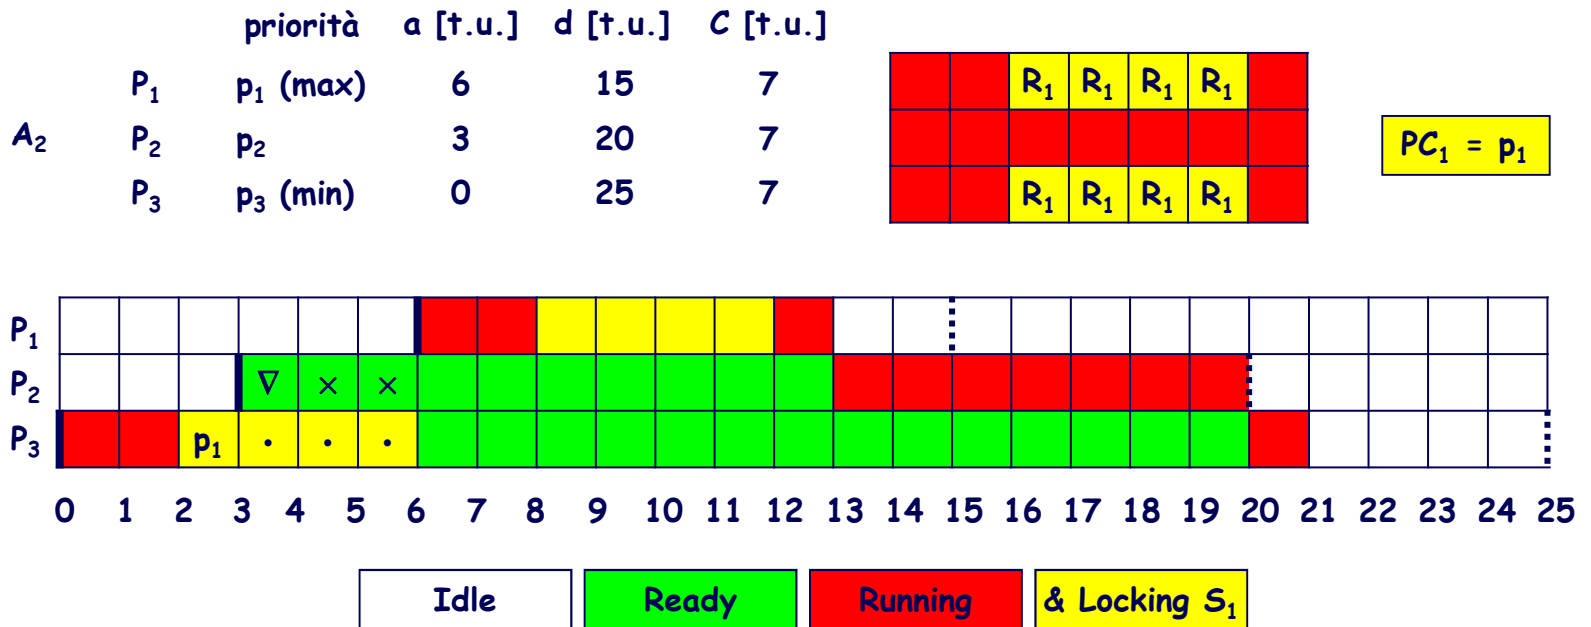 priorità a [t.u.] d [t.u.] C [t.u.]
P₁ p₁ (max) 6 15 7 R₁ R₁ R₁ R₁
A₂ P₂ p₂ 3 20 7 PC₁ = p₁
P₃ p₃ (min) 0 25 7 R₁ R₁ R₁ R₁
P₁
P₂ ∇ × ×
P₃ p₁ · · ·
0 1 2 3 4 5 6 7 8 9 10 11 12 13 14 15 16 17 18 19 20 21 22 23 24 25
Idle Ready Running & Locking S₁